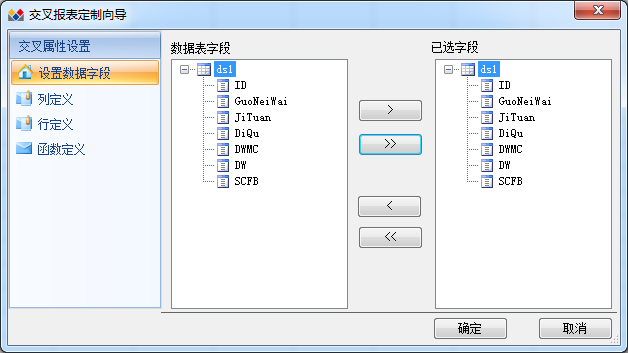 交叉报表定制向导
交叉属性设置
设置数据字段
列定义
行定义
函数定义
数据表字段
ds1
ID
GuoNeiWai
JiTuan
DiQu
DWMC
DW
SCFB
>
>>
<
<<
已选字段
ds1
ID
GuoNeiWai
JiTuan
DiQu
DWMC
DW
SCFB
确定
取消